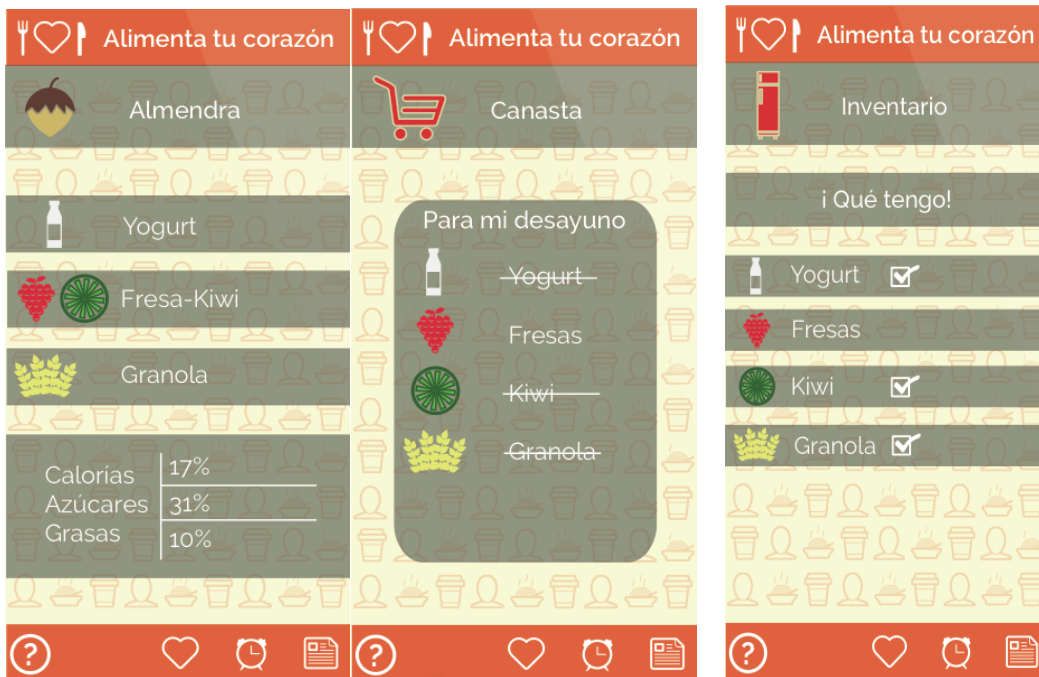 Alimenta tu corazón
Almendra
Yogurt
Fresa-Kiwi
Granola
Calorías 17%
Azúcares 31%
Grasas 10%
?
Alimenta tu corazón
Canasta
Para mi desayuno
Yogurt
Fresas
Kiwi
Granola
?
Alimenta tu corazón
Inventario
¡ Qué tengo!
Yogurt
Fresas
Kiwi
Granola
?